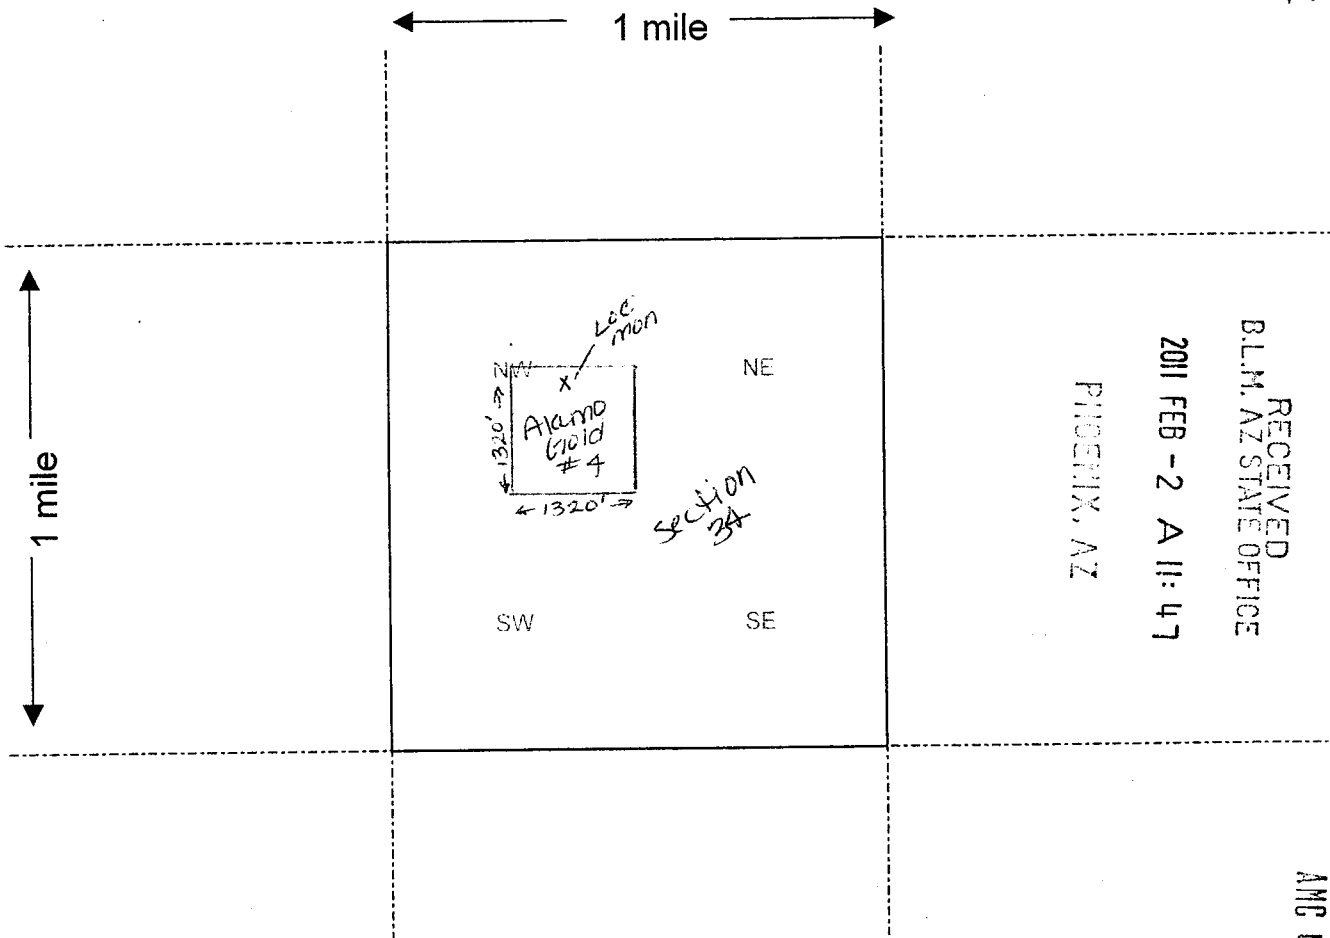 1 mile
1 mile
Loc
mon
NW
NE
X
1320'
Alamo
Gold
#4
1320'
Section
34
SW
SE
RECEIVED
B.L.M. AZ STATE OFFICE
2011 FEB -2 A 11: 47
PHOENIX, AZ
AMC